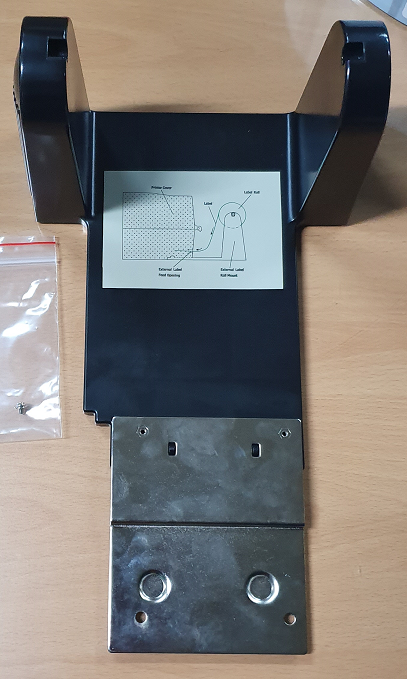 Printer Cover
Label Roll
Label
External Label
Feed Opening
External Label
Roll Mount